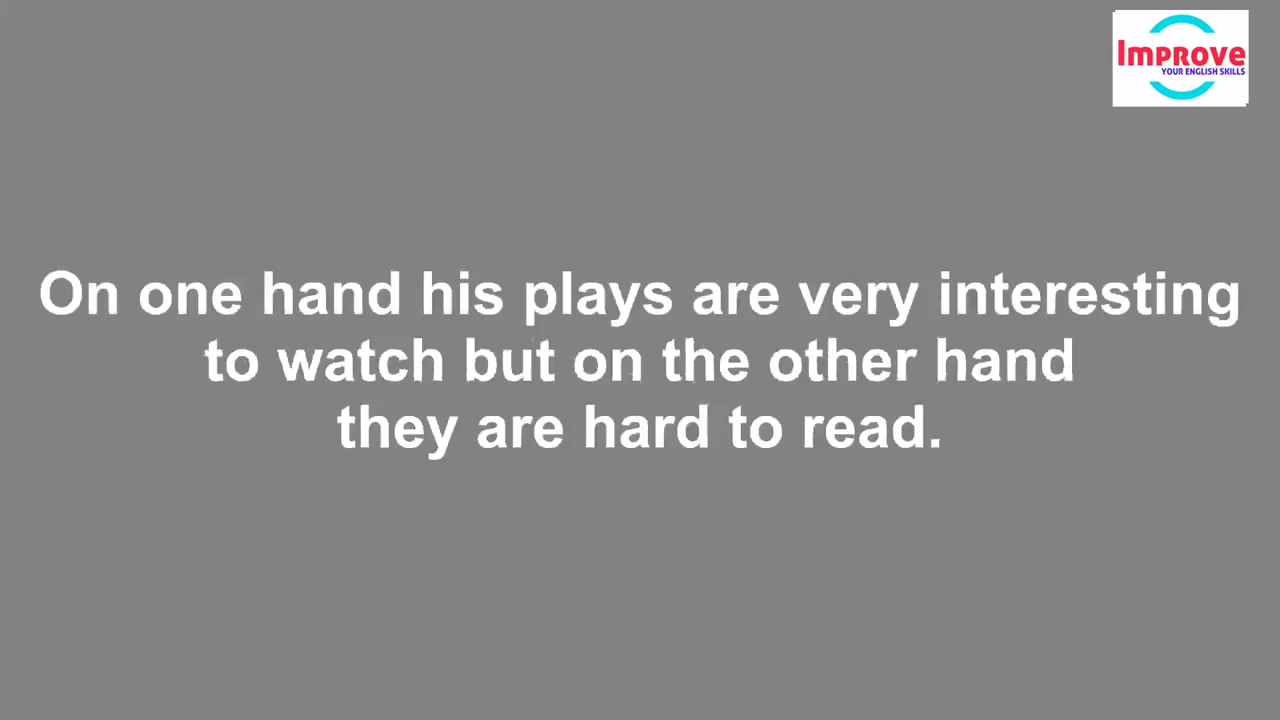 Improve
YOUR ENGLISH SKILLS
On one hand his plays are very interesting
to watch but on the other hand
they are hard to read.